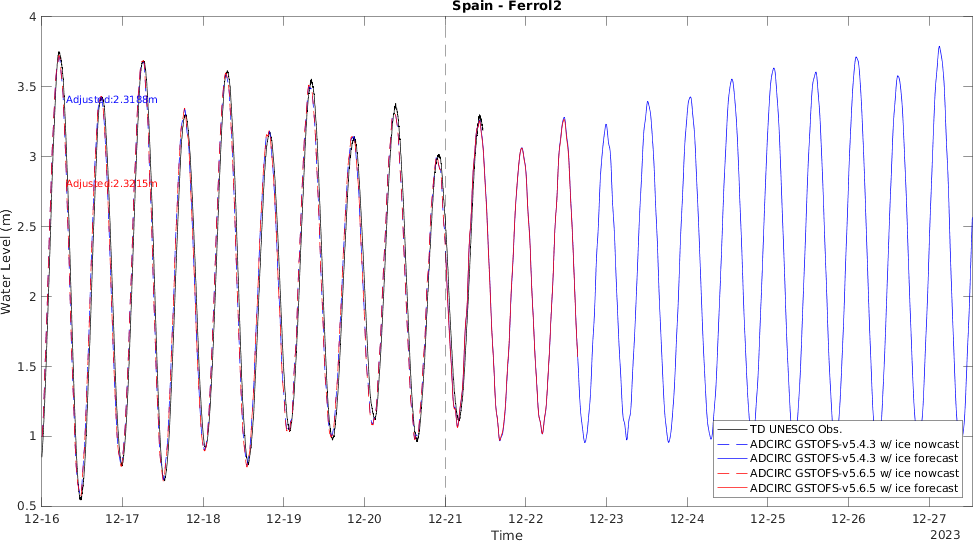 Spain - Ferrol2
4
3.5
3
2.5
2
1.5
1
0.5
Water Level (m)
Adjusted:2.3188m
Adjusted:2.3215m
TD UNESCO Obs.
ADCIRC GSTOFS-v5.4.3 w/ ice nowcast
ADCIRC GSTOFS-v5.4.3 w/ ice forecast
ADCIRC GSTOFS-v5.6.5 w/ ice nowcast
ADCIRC GSTOFS-v5.6.5 w/ ice forecast
12-16 12-17 12-18 12-19 12-20 12-21 12-22 12-23 12-24 12-25 12-26 12-27
Time
2023